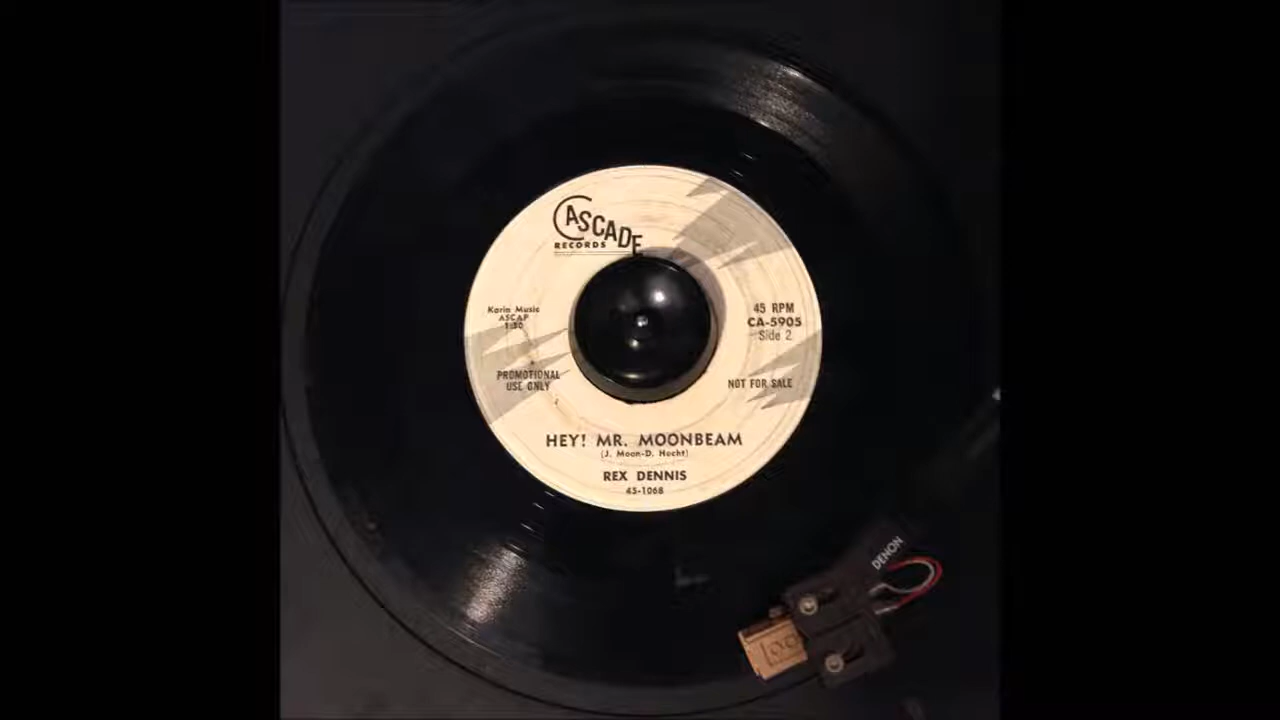 CASCADE
RECORDS
Karin Music
ASCAP
1:50
45 RPM
CA-5905
Side 2
PROMOTIONAL
USE ONLY
NOT FOR SALE
HEY! MR. MOONBEAM
(J. Moon-D. Hecht)
REX DENNIS
45-1068
DENON